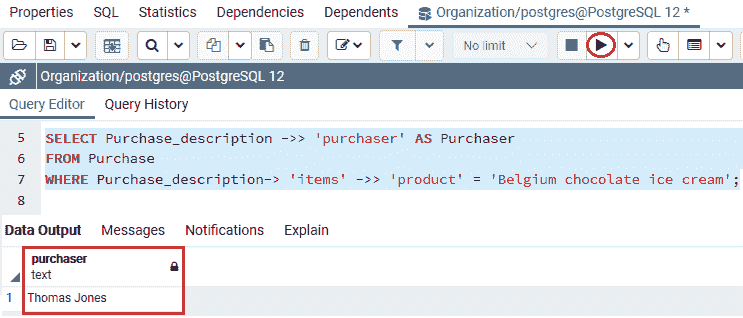 Properties SQL Statistics Dependencies Dependents Organization/postgres@PostgreSQL 12 *
No limit
Organization/postgres@PostgreSQL 12
Query Editor Query History
5 SELECT Purchase_description ->> 'purchaser' AS Purchaser
6 FROM Purchase
7 WHERE Purchase_description-> 'items' ->> 'product' = 'Belgium chocolate ice cream';
8
Data Output Messages Notifications Explain
purchaser
text
1 Thomas Jones